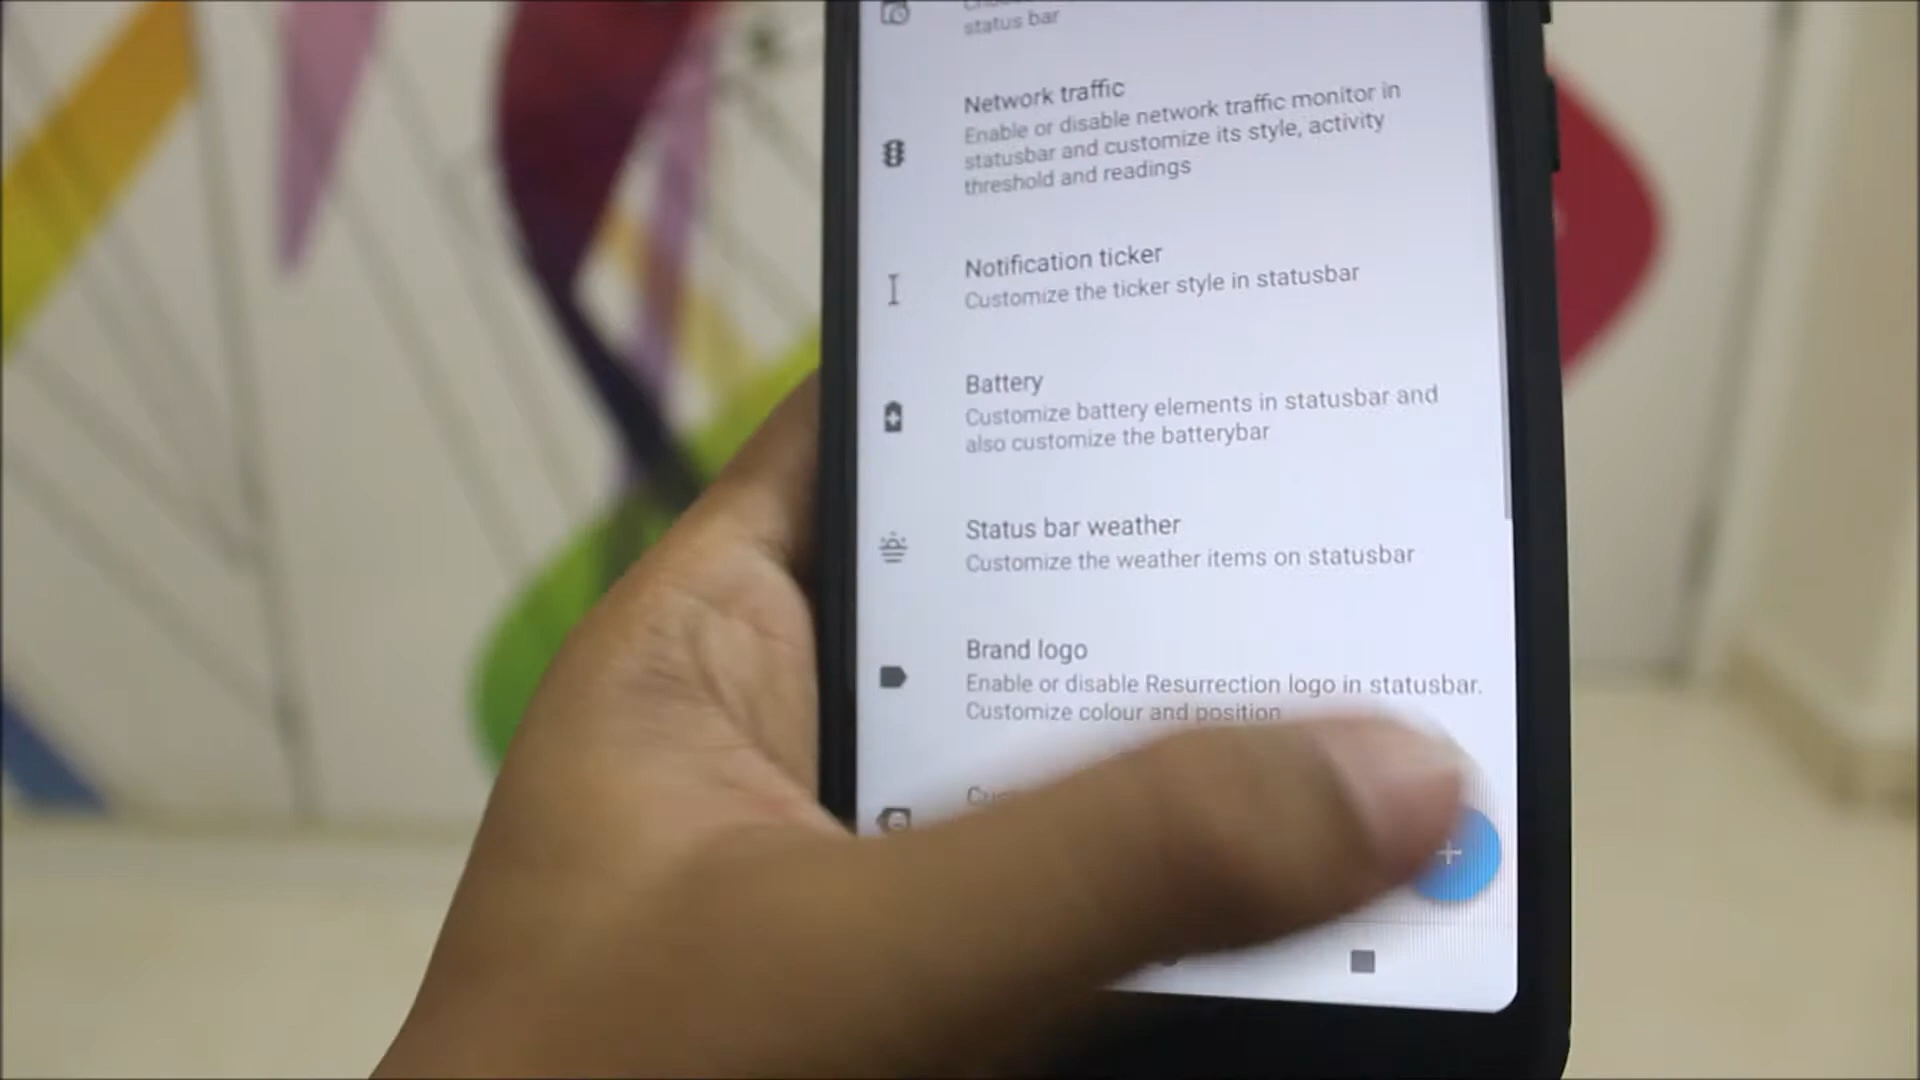 status bar
Network traffic
Enable or disable network traffic monitor in
statusbar and customize its style, activity
threshold and readings
Notification ticker
Customize the ticker style in statusbar
Battery
Customize battery elements in statusbar and
also customize the batterybar
Status bar weather
Customize the weather items on statusbar
Brand logo
Enable or disable Resurrection logo in statusbar.
Customize colour and position